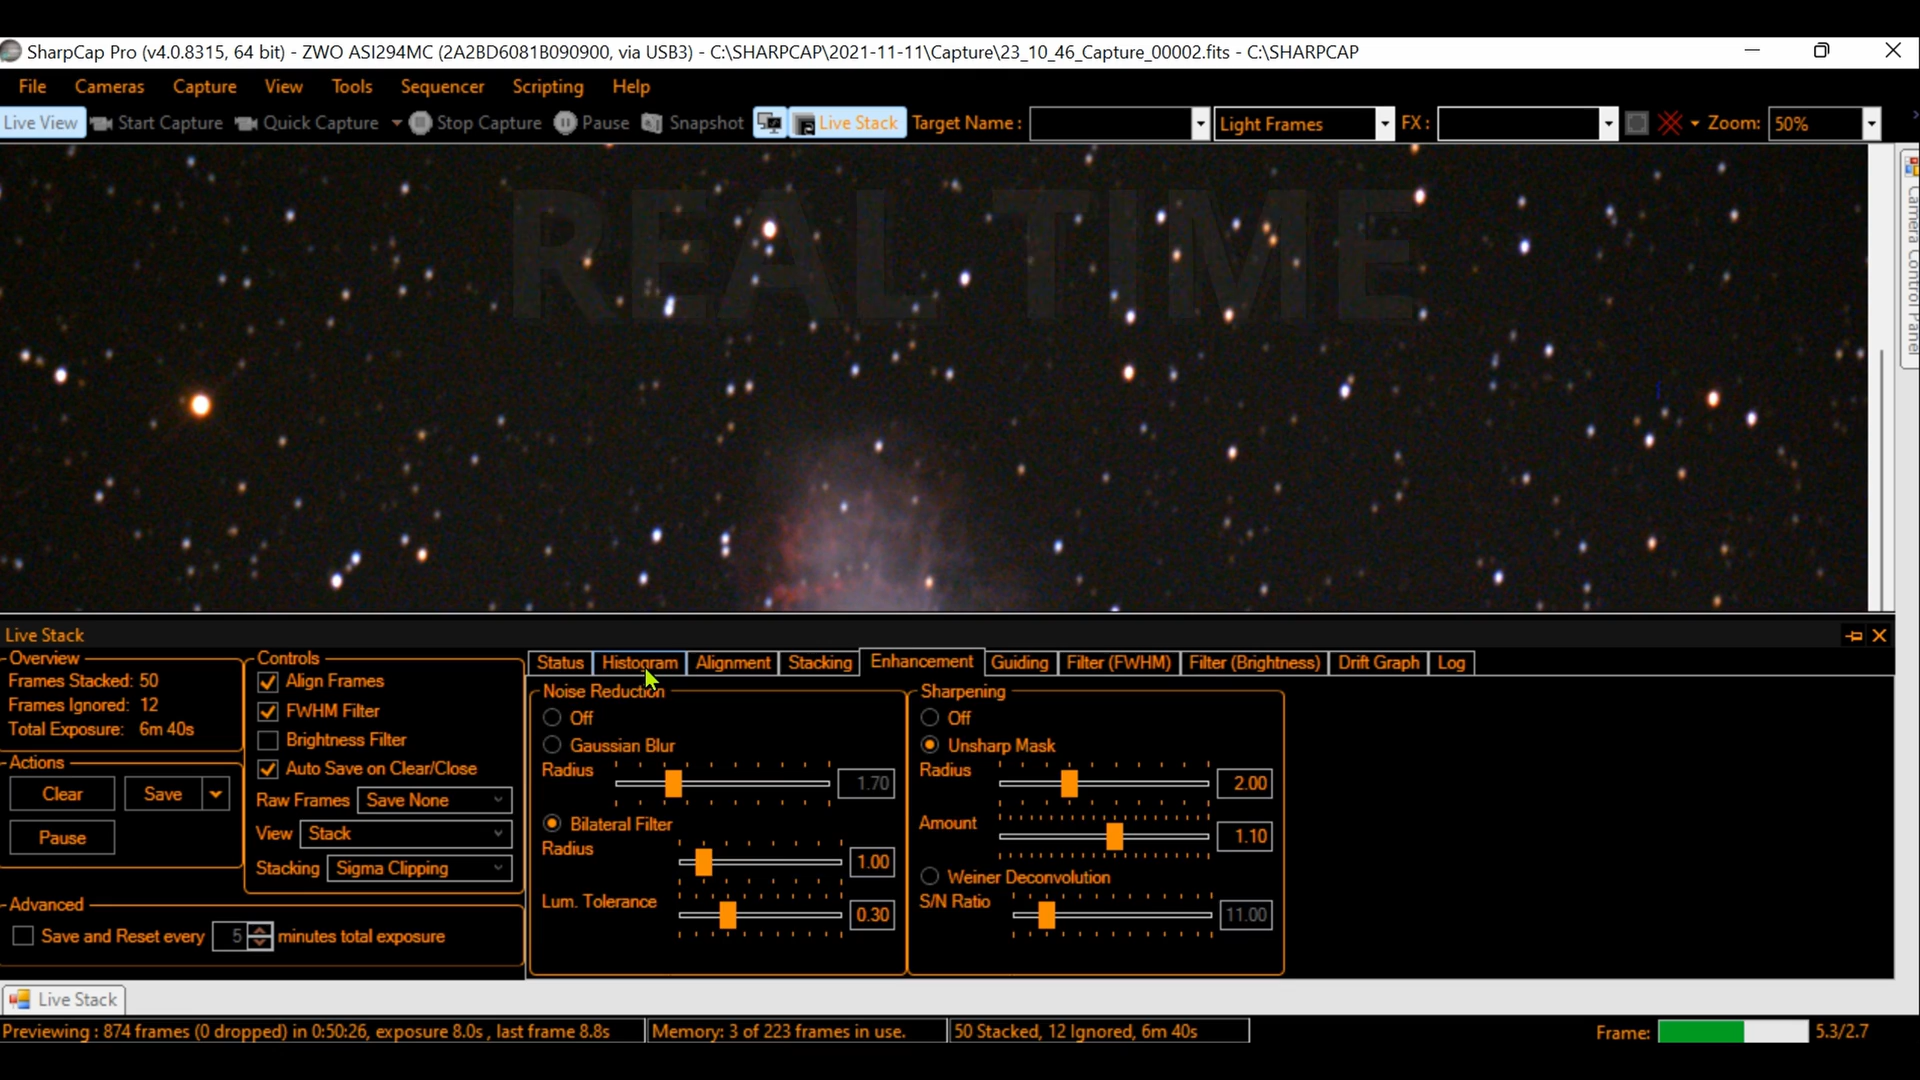 SharpCap Pro (v4.0.8315, 64 bit) - ZWO ASI294MC (2A2BD6081B090900, via USB3) - C:\SHARPCAP\2021-11-11\Capture\23_10_46_Capture_00002.fits - C:\SHARPCAP
File Cameras Capture View Tools Sequencer Scripting Help
Live View Start Capture Quick Capture Stop Capture Pause Snapshot Live Stack Target Name : Light Frames FX : Zoom: 50%
Camera Control Panel
REAL TIME
Live Stack
Overview
Frames Stacked: 50
Frames Ignored: 12
Total Exposure: 6m 40s
Actions
Clear Save
Pause
Controls
Align Frames
FWHM Filter
Brightness Filter
Auto Save on Clear/Close
Raw Frames Save None
View Stack
Stacking Sigma Clipping
Advanced
Save and Reset every 5 minutes total exposure
Status Histogram Alignment Stacking Enhancement Guiding Filter (FWHM) Filter (Brightness) Drift Graph Log
Noise Reduction
Off
Gaussian Blur
Radius 1.70
Bilateral Filter
Radius 1.00
Lum. Tolerance 0.30
Sharpening
Off
Unsharp Mask
Radius 2.00
Amount 1.10
Weiner Deconvolution
S/N Ratio 11.00
Live Stack
Previewing : 874 frames (0 dropped) in 0:50:26, exposure 8.0s , last frame 8.8s Memory: 3 of 223 frames in use. 50 Stacked, 12 Ignored, 6m 40s Frame: 5.3/2.7